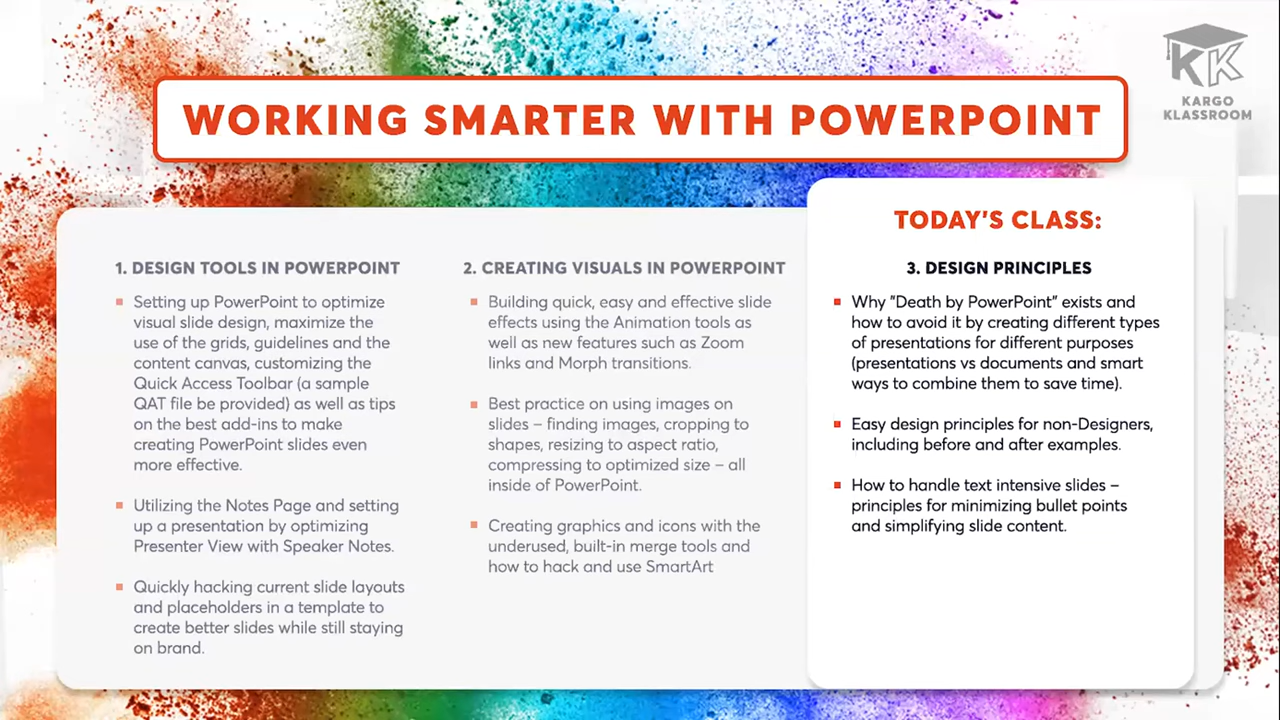 KK
KARGO
KLASSROOM
WORKING SMARTER WITH POWERPOINT
1. DESIGN TOOLS IN POWERPOINT
Setting up PowerPoint to optimize
visual slide design, maximize the
use of the grids, guidelines and the
content canvas, customizing the
Quick Access Toolbar (a sample
QAT file be provided) as well as tips
on the best add-ins to make
creating PowerPoint slides even
more effective.
Utilizing the Notes Page and setting
up a presentation by optimizing
Presenter View with Speaker Notes.
Quickly hacking current slide layouts
and placeholders in a template to
create better slides while still staying
on brand.
2. CREATING VISUALS IN POWERPOINT
Building quick, easy and effective slide
effects using the Animation tools as
well as new features such as Zoom
links and Morph transitions.
Best practice on using images on
slides – finding images, cropping to
shapes, resizing to aspect ratio,
compressing to optimized size – all
inside of PowerPoint.
Creating graphics and icons with the
underused, built-in merge tools and
how to hack and use SmartArt
TODAY'S CLASS:
3. DESIGN PRINCIPLES
Why "Death by PowerPoint" exists and
how to avoid it by creating different types
of presentations for different purposes
(presentations vs documents and smart
ways to combine them to save time).
Easy design principles for non-Designers,
including before and after examples.
How to handle text intensive slides –
principles for minimizing bullet points
and simplifying slide content.